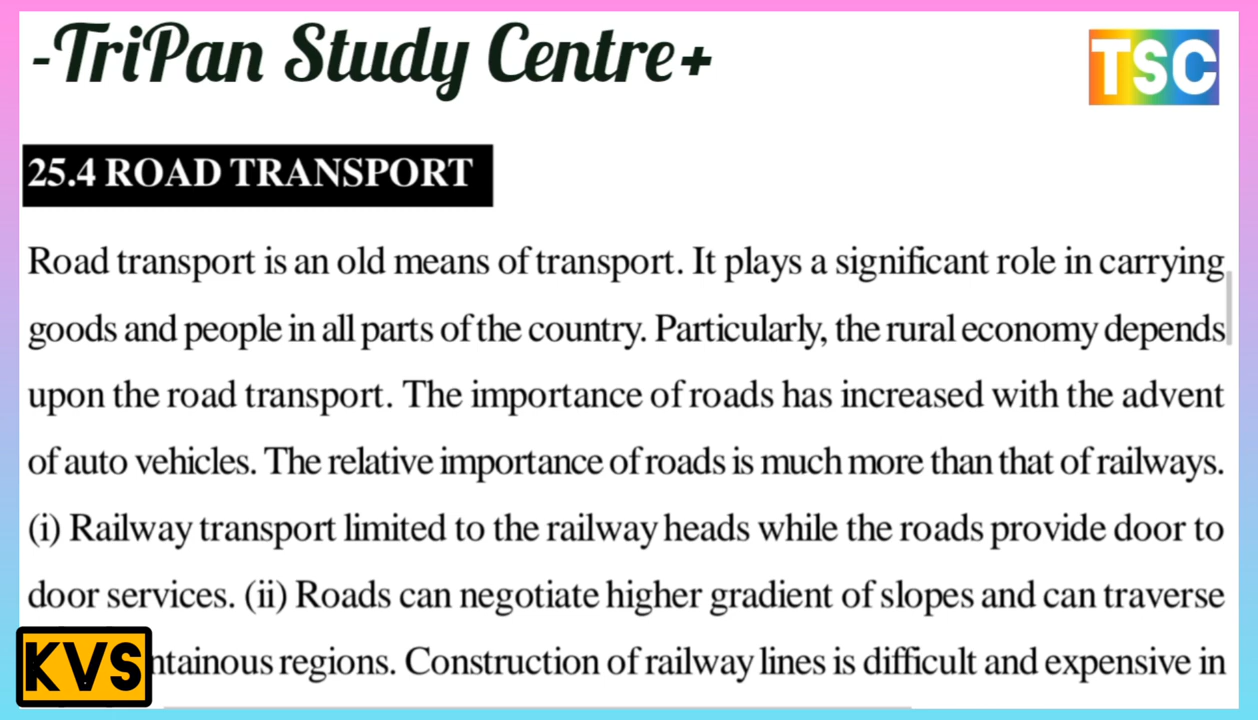 -TriPan Study Centre+
TSC
25.4 ROAD TRANSPORT
Road transport is an old means of transport. It plays a significant role in carrying
goods and people in all parts of the country. Particularly, the rural economy depends
upon the road transport. The importance of roads has increased with the advent
of auto vehicles. The relative importance of roads is much more than that of railways.
(i) Railway transport limited to the railway heads while the roads provide door to
door services. (ii) Roads can negotiate higher gradient of slopes and can traverse
KVS
ntainous regions. Construction of railway lines is difficult and expensive in